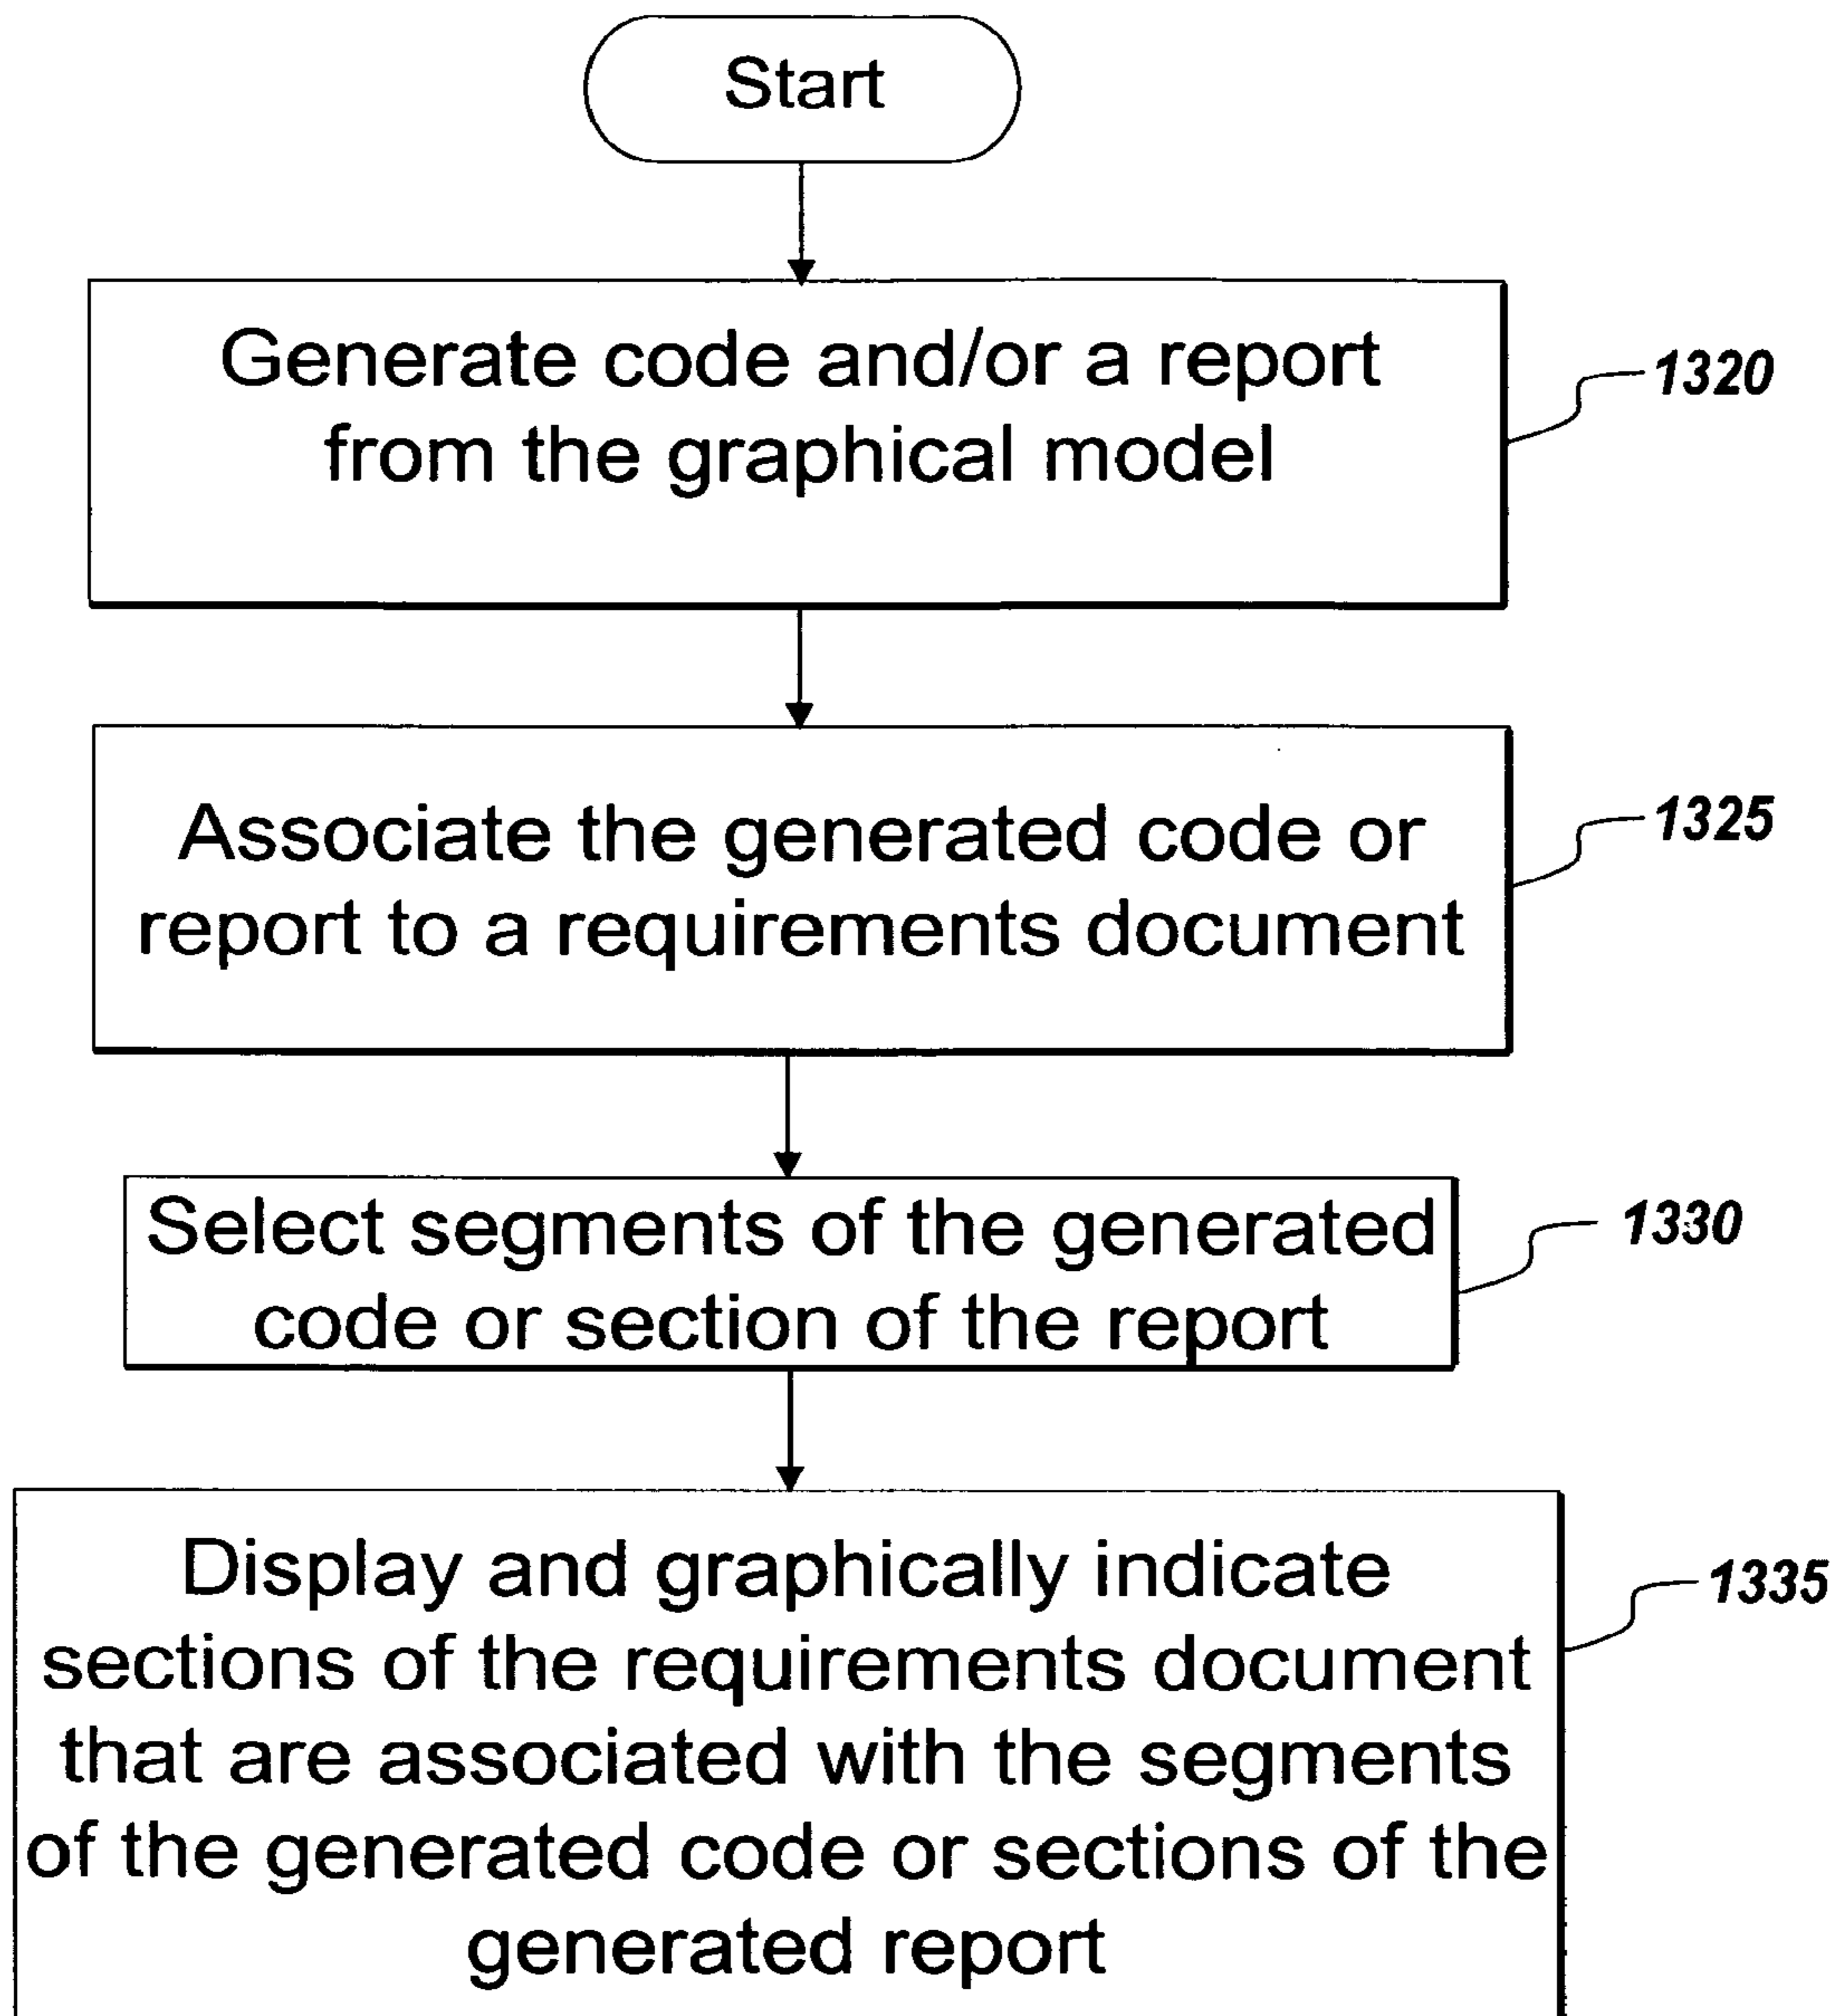 Start
Generate code and/or a report
from the graphical model
1320
Associate the generated code or
report to a requirements document
1325
Select segments of the generated
code or section of the report
1330
Display and graphically indicate
sections of the requirements document
that are associated with the segments
of the generated code or sections of the
generated report
1335